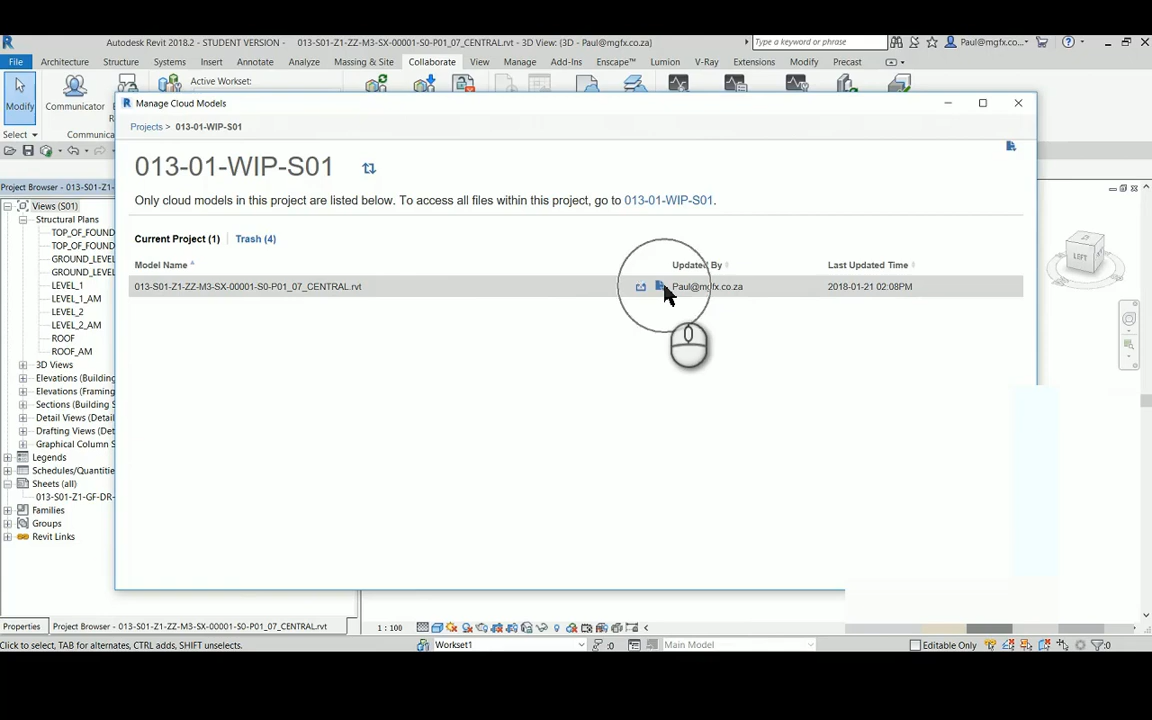 Autodesk Revit 2018.2 - STUDENT VERSION - 013-S01-Z1-ZZ-M3-SX-00001-S0-P01_07_CENTRAL.rvt - 3D View: {3D - Paul@mgfx.co.za}
Type a keyword or phrase
Paul@mgfx.co....
File Architecture Structure Systems Insert Annotate Analyze Massing & Site Collaborate View Manage Add-Ins Enscape™ Lumion V-Ray Extensions Modify Precast
Active Workset:
Modify
Communicator
Select
Manage Cloud Models
Projects > 013-01-WIP-S01
013-01-WIP-S01
Only cloud models in this project are listed below. To access all files within this project, go to 013-01-WIP-S01.
Current Project (1) Trash (4)
Model Name Updated By Last Updated Time
013-S01-Z1-ZZ-M3-SX-00001-S0-P01_07_CENTRAL.rvt Paul@mgfx.co.za 2018-01-21 02:08PM
Project Browser - 013-S01-Z1-
Views (S01)
Structural Plans
TOP_OF_FOUND
TOP_OF_FOUND
GROUND_LEVEL
GROUND_LEVEL
LEVEL_1
LEVEL_1_AM
LEVEL_2
LEVEL_2_AM
ROOF
ROOF_AM
3D Views
Elevations (Building
Elevations (Framing
Sections (Building S
Detail Views (Detail
Drafting Views (Det
Graphical Column S
Legends
Schedules/Quantitie
Sheets (all)
013-S01-Z1-GF-DR-
Families
Groups
Revit Links
LEFT
Properties Project Browser - 013-S01-Z1-ZZ-M3-SX-00001-S0-P01_07_CENTRAL.rvt
1 : 100
Click to select, TAB for alternates, CTRL adds, SHIFT unselects.
Workset1
:0
Main Model
Editable Only
:0